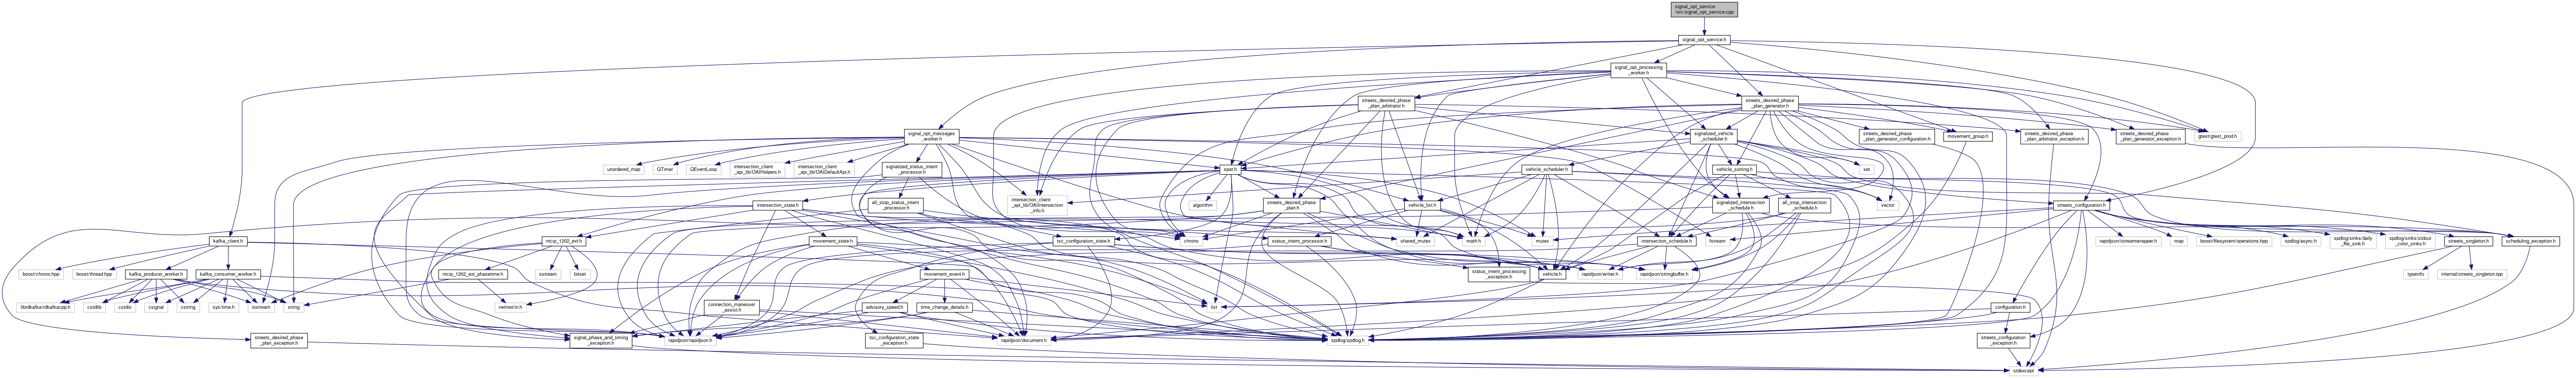 signal_opt_service
/src/signal_opt_service.cpp
signal_opt_service.h
signal_opt_processing
_worker.h
streets_desired_phase
_plan_arbitrator.h
streets_desired_phase
_plan_generator.h
signal_opt_messages
_worker.h
signalized_vehicle
_scheduler.h
streets_desired_phase
_plan_generator_configuration.h
movement_group.h
streets_desired_phase
_plan_arbitrator_exception.h
streets_desired_phase
_plan_generator_exception.h
gtest/gtest_prod.h
unordered_map
QTimer
QEventLoop
intersection_client
_api_lib/OAIHelpers.h
intersection_client
_api_lib/OAIDefaultApi.h
signalized_status_intent
_processor.h
spat.h
vehicle_scheduler.h
vehicle_sorting.h
set
intersection_state.h
all_stop_status_intent
_processor.h
intersection_client
_api_lib/OAIIntersection
_info.h
algorithm
streets_desired_phase
_plan.h
vehicle_list.h
signalized_intersection
_schedule.h
all_stop_intersection
_schedule.h
vector
streets_configuration.h
kafka_client.h
ntcip_1202_ext.h
movement_state.h
tsc_configuration_state.h
chrono
status_intent_processor.h
shared_mutex
math.h
mutex
intersection_schedule.h
fstream
rapidjson/istreamwrapper.h
map
boost/filesystem/operations.hpp
spdlog/async.h
spdlog/sinks/daily
_file_sink.h
spdlog/sinks/stdout
_color_sinks.h
streets_singleton.h
scheduling_exception.h
boost/chrono.hpp
boost/thread.hpp
kafka_producer_worker.h
kafka_consumer_worker.h
ntcip_1202_ext_phasetime.h
sstream
bitset
movement_event.h
status_intent_processing
_exception.h
vehicle.h
rapidjson/writer.h
rapidjson/stringbuffer.h
typeinfo
internal/streets_singleton.tpp
librdkafka/rdkafkacpp.h
cstdlib
cstdio
csignal
cstring
sys/time.h
iostream
string
netinet/in.h
connection_maneuver
_assist.h
advisory_speed.h
time_change_details.h
list
configuration.h
streets_desired_phase
_plan_exception.h
signal_phase_and_timing
_exception.h
rapidjson/rapidjson.h
tsc_configuration_state
_exception.h
rapidjson/document.h
spdlog/spdlog.h
streets_configuration
_exception.h
stdexcept